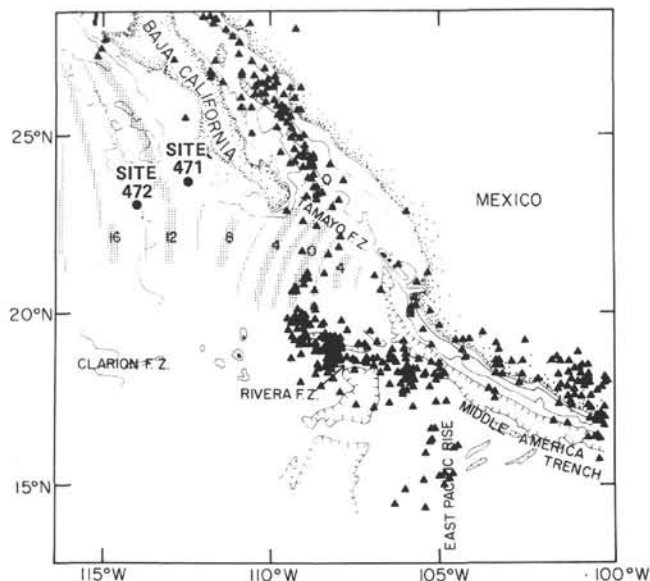 BAJA CALIFORNIA
25°N
SITE
471
SITE
472
O
MEXICO
TAMAYO F.Z.
16
12
8
4
O
4
20°N
CLARION F.Z.
RIVERA F.Z.
MIDDLE-AMERICA
TRENCH
EAST PACIFIC RISE
15°N
115°W
110°W
105°W
100°W